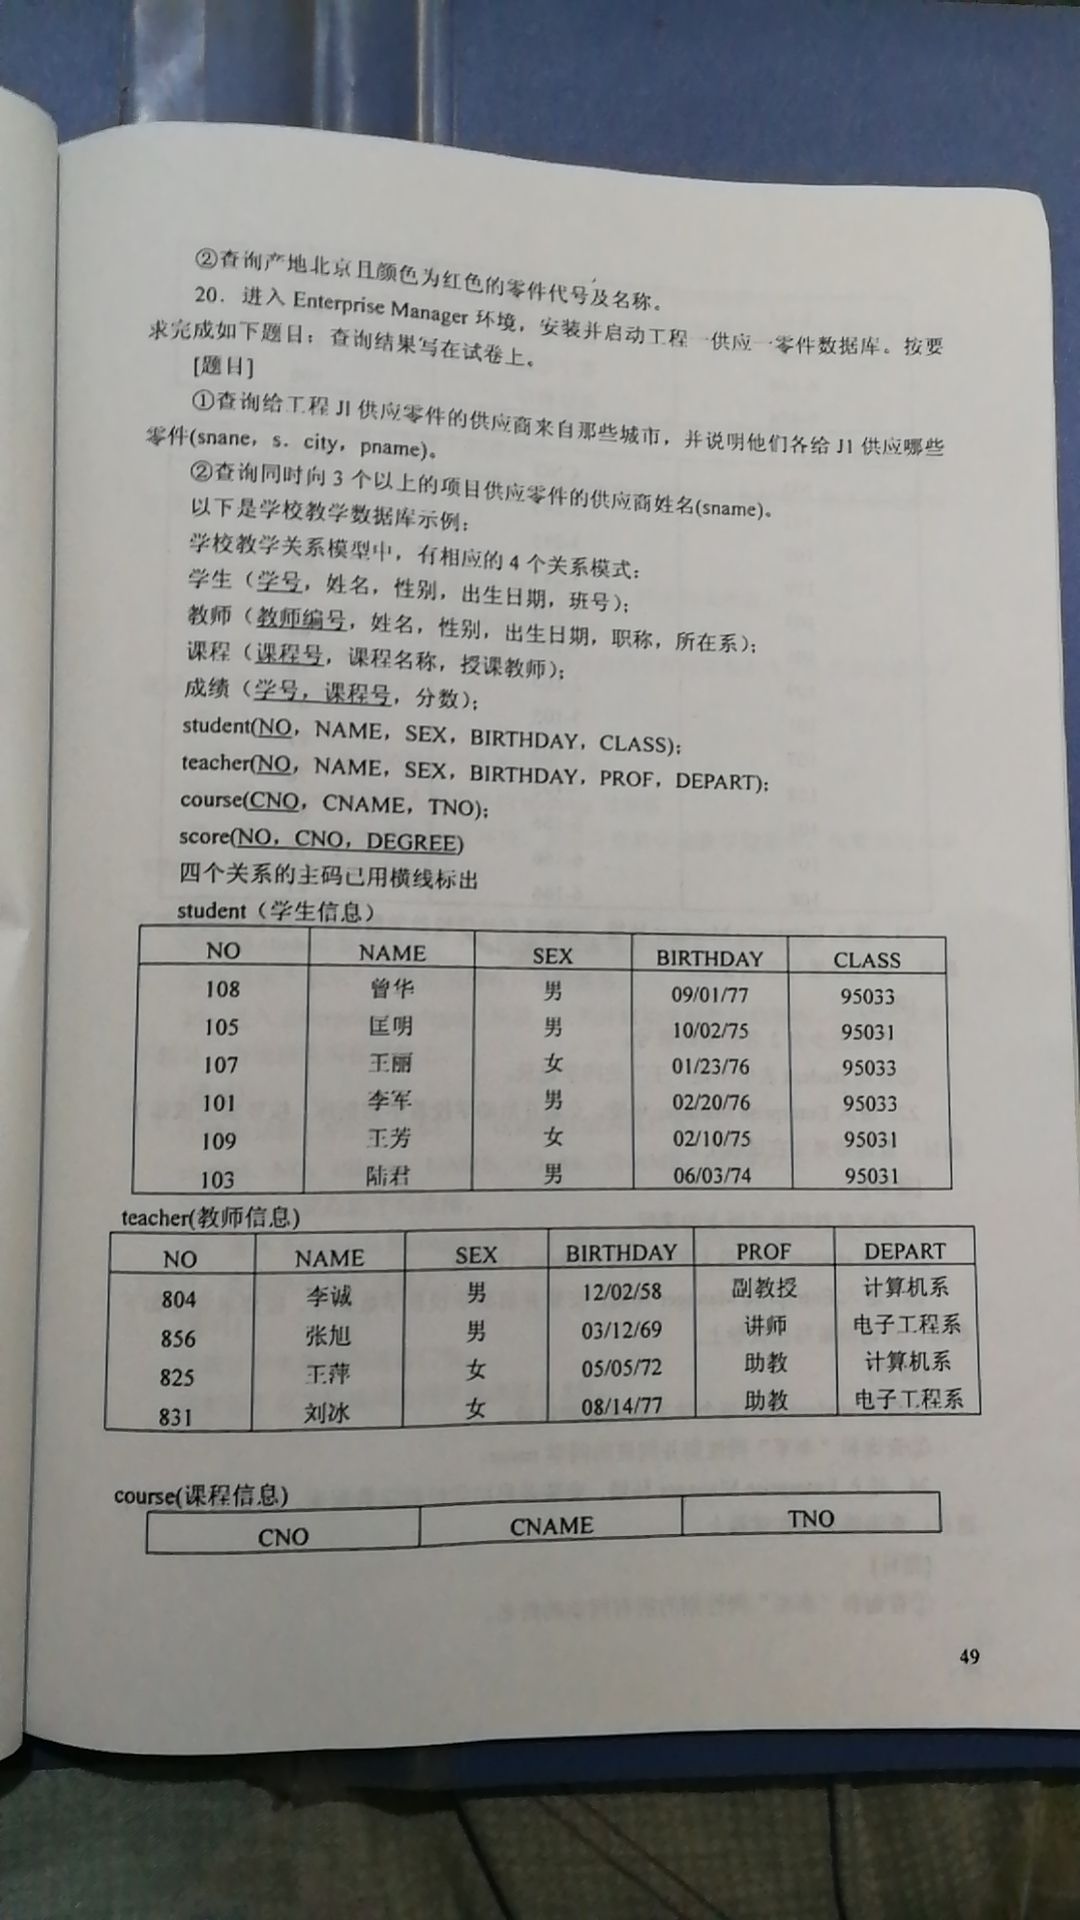 ②查询产地北京且颜色为红色的零件代号及名称。
20．进入 Enterprise Manager 环境，安装并启动工程一供应一零件数据库。按要
求完成如下题目：查询结果写在试卷上。
[题目]
①查询给工程 J1 供应零件的供应商来自那些城市，并说明他们各给 J1 供应哪些
零件(snane，s．city，pname)。
②查询同时向 3 个以上的项目供应零件的供应商姓名(sname)。
以下是学校教学数据库示例：
学校教学关系模型中，有相应的 4 个关系模式：
学生（学号，姓名，性别，出生日期，班号）；
教师（教师编号，姓名，性别，出生日期，职称，所在系）；
课程（课程号，课程名称，授课教师）；
成绩（学号，课程号，分数）；
student(NO，NAME，SEX，BIRTHDAY，CLASS)；
teacher(NO，NAME，SEX，BIRTHDAY，PROF，DEPART)；
course(CNO，CNAME，TNO)；
score(NO，CNO，DEGREE)
四个关系的主码已用横线标出
student（学生信息）
NO NAME SEX BIRTHDAY CLASS
108 曾华 男 09/01/77 95033
105 匡明 男 10/02/75 95031
107 王丽 女 01/23/76 95033
101 李军 男 02/20/76 95033
109 王芳 女 02/10/75 95031
103 陆君 男 06/03/74 95031
teacher(教师信息)
NO NAME SEX BIRTHDAY PROF DEPART
804 李诚 男 12/02/58 副教授 计算机系
856 张旭 男 03/12/69 讲师 电子工程系
825 王萍 女 05/05/72 助教 计算机系
831 刘冰 女 08/14/77 助教 电子工程系
course(课程信息)
CNO CNAME TNO
49